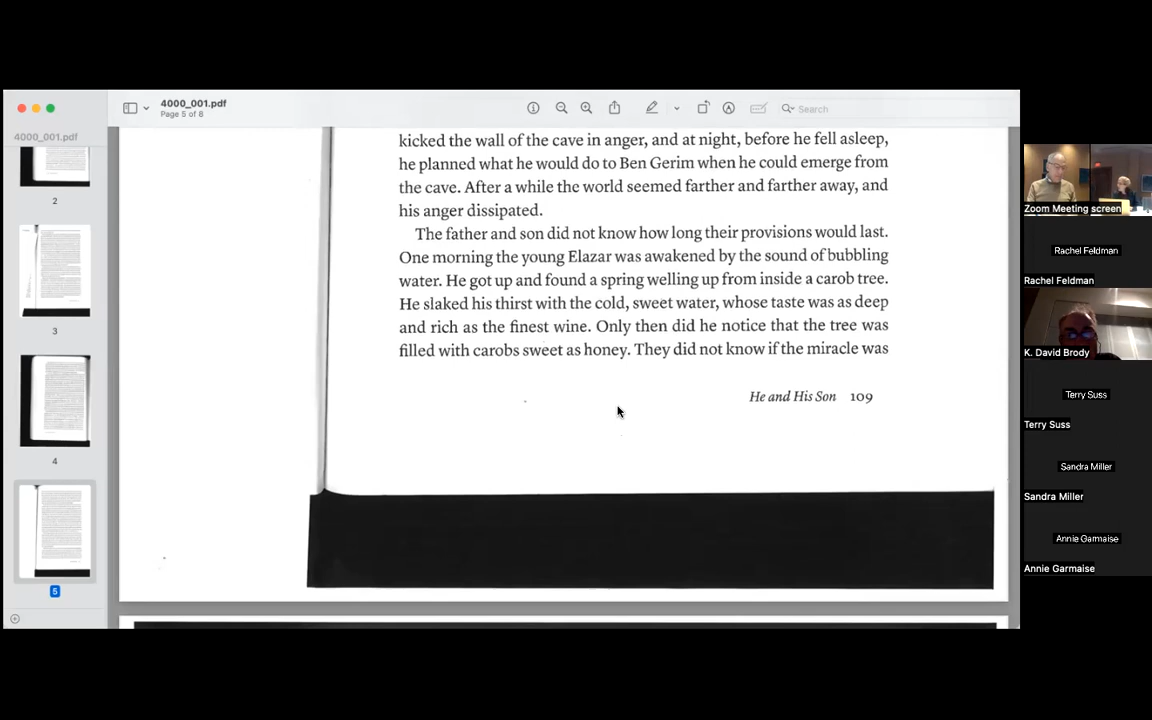 4000_001.pdf
Page 5 of 8
Search
4000_001.pdf
2
3
4
5
kicked the wall of the cave in anger, and at night, before he fell asleep,
he planned what he would do to Ben Gerim when he could emerge from
the cave. After a while the world seemed farther and farther away, and
his anger dissipated.
The father and son did not know how long their provisions would last.
One morning the young Elazar was awakened by the sound of bubbling
water. He got up and found a spring welling up from inside a carob tree.
He slaked his thirst with the cold, sweet water, whose taste was as deep
and rich as the finest wine. Only then did he notice that the tree was
filled with carobs sweet as honey. They did not know if the miracle was
He and His Son 109
Zoom Meeting screen
Rachel Feldman
Rachel Feldman
K. David Brody
Terry Suss
Terry Suss
Sandra Miller
Sandra Miller
Annie Garmaise
Annie Garmaise